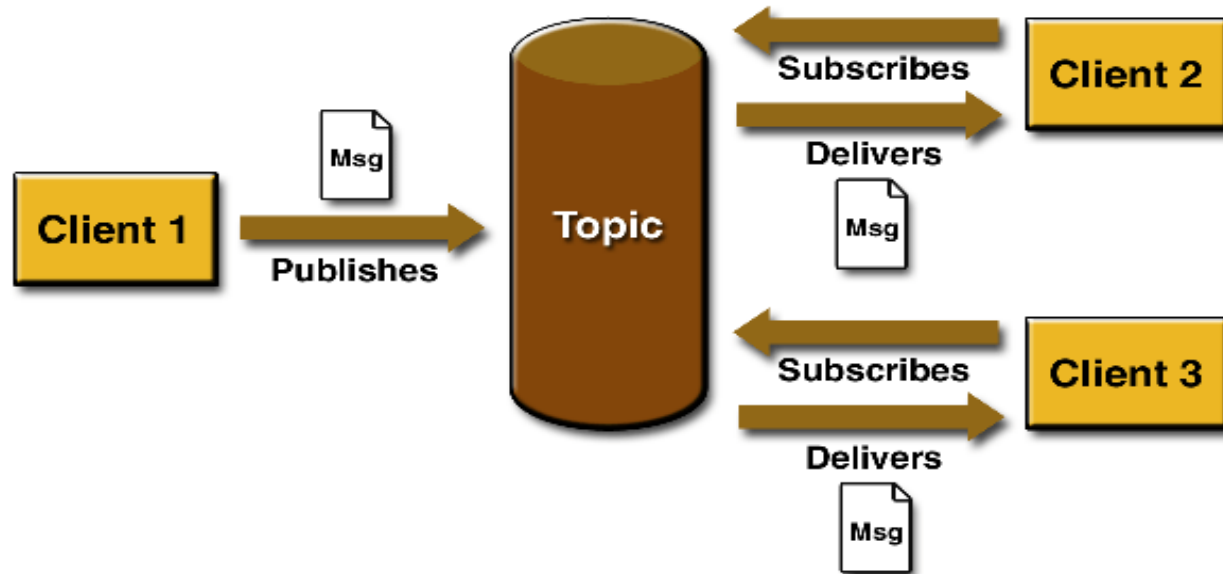 Client 1
Msg
Publishes
Topic
Subscribes
Delivers
Msg
Client 2
Subscribes
Delivers
Msg
Client 3